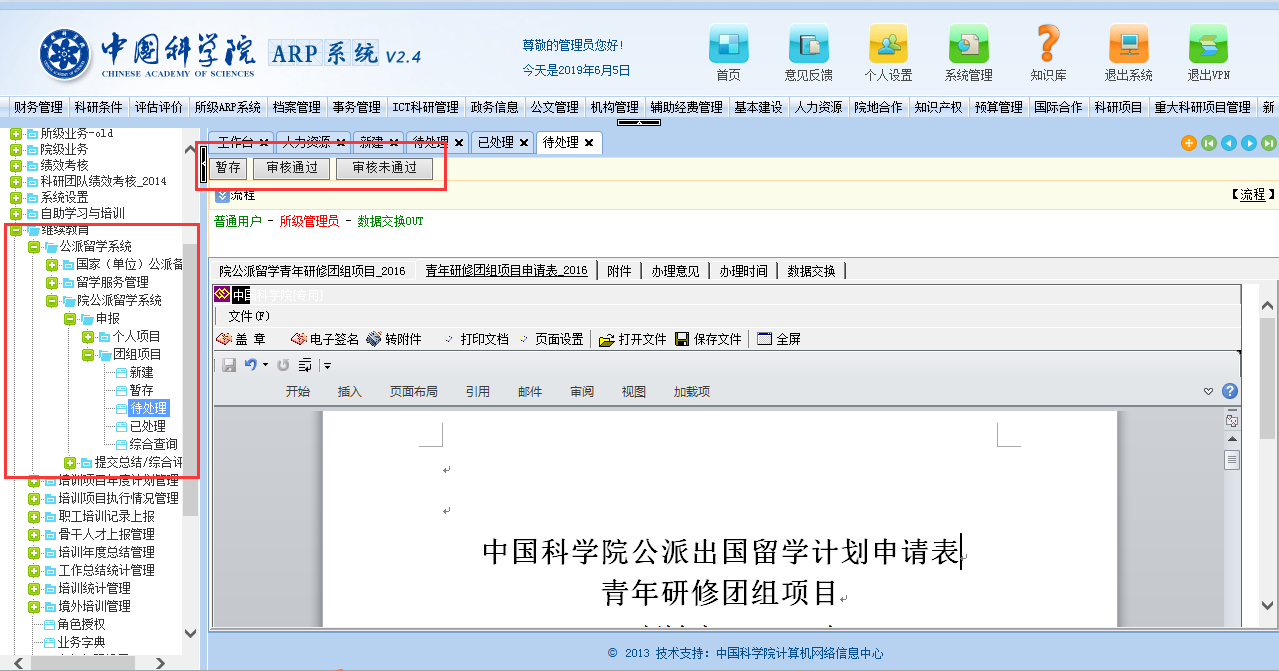 中国科学院 ARP 系统 V2.4
CHINESE ACADEMY OF SCIENCES
尊敬的管理员您好!
今天是2019年6月5日
首页 意见反馈 个人设置 系统管理 知识库 退出系统 退出VPN
财务管理 科研条件 评估评价 所级ARP系统 档案管理 事务管理 ICT科研管理 政务信息 公文管理 机构管理 辅助经费管理 基本建设 人力资源 院地合作 知识产权 预算管理 国际合作 科研项目 重大科研项目管理 新
所级业务-old
院级业务
绩效考核
科研团队绩效考核_2014
系统设置
自助学习与培训
继续教育
公派留学系统
国家（单位）公派留
留学服务管理
院公派留学系统
申报
个人项目
团组项目
新建
暂存
待处理
已处理
综合查询
提交总结/综合评
培训项目年度计划管理
培训项目执行情况管理
职工培训记录上报
骨干人才上报管理
培训年度总结管理
工作总结统计管理
培训统计管理
境外培训管理
角色授权
业务字典
工作台 人力资源 新建 待处理 已处理 待处理
暂存 审核通过 审核未通过
流程 【流程】
普通用户 - 所级管理员 - 数据交换OUT
院公派留学青年研修团组项目_2016 青年研修团组项目申请表_2016 附件 办理意见 办理时间 数据交换
中国科学院[专用]
文件(F)
盖 章 电子签名 转附件 打印文档 页面设置 打开文件 保存文件 全屏
开始 插入 页面布局 引用 邮件 审阅 视图 加载项
中国科学院公派出国留学计划申请表
青年研修团组项目
© 2013 技术支持: 中国科学院计算机网络信息中心